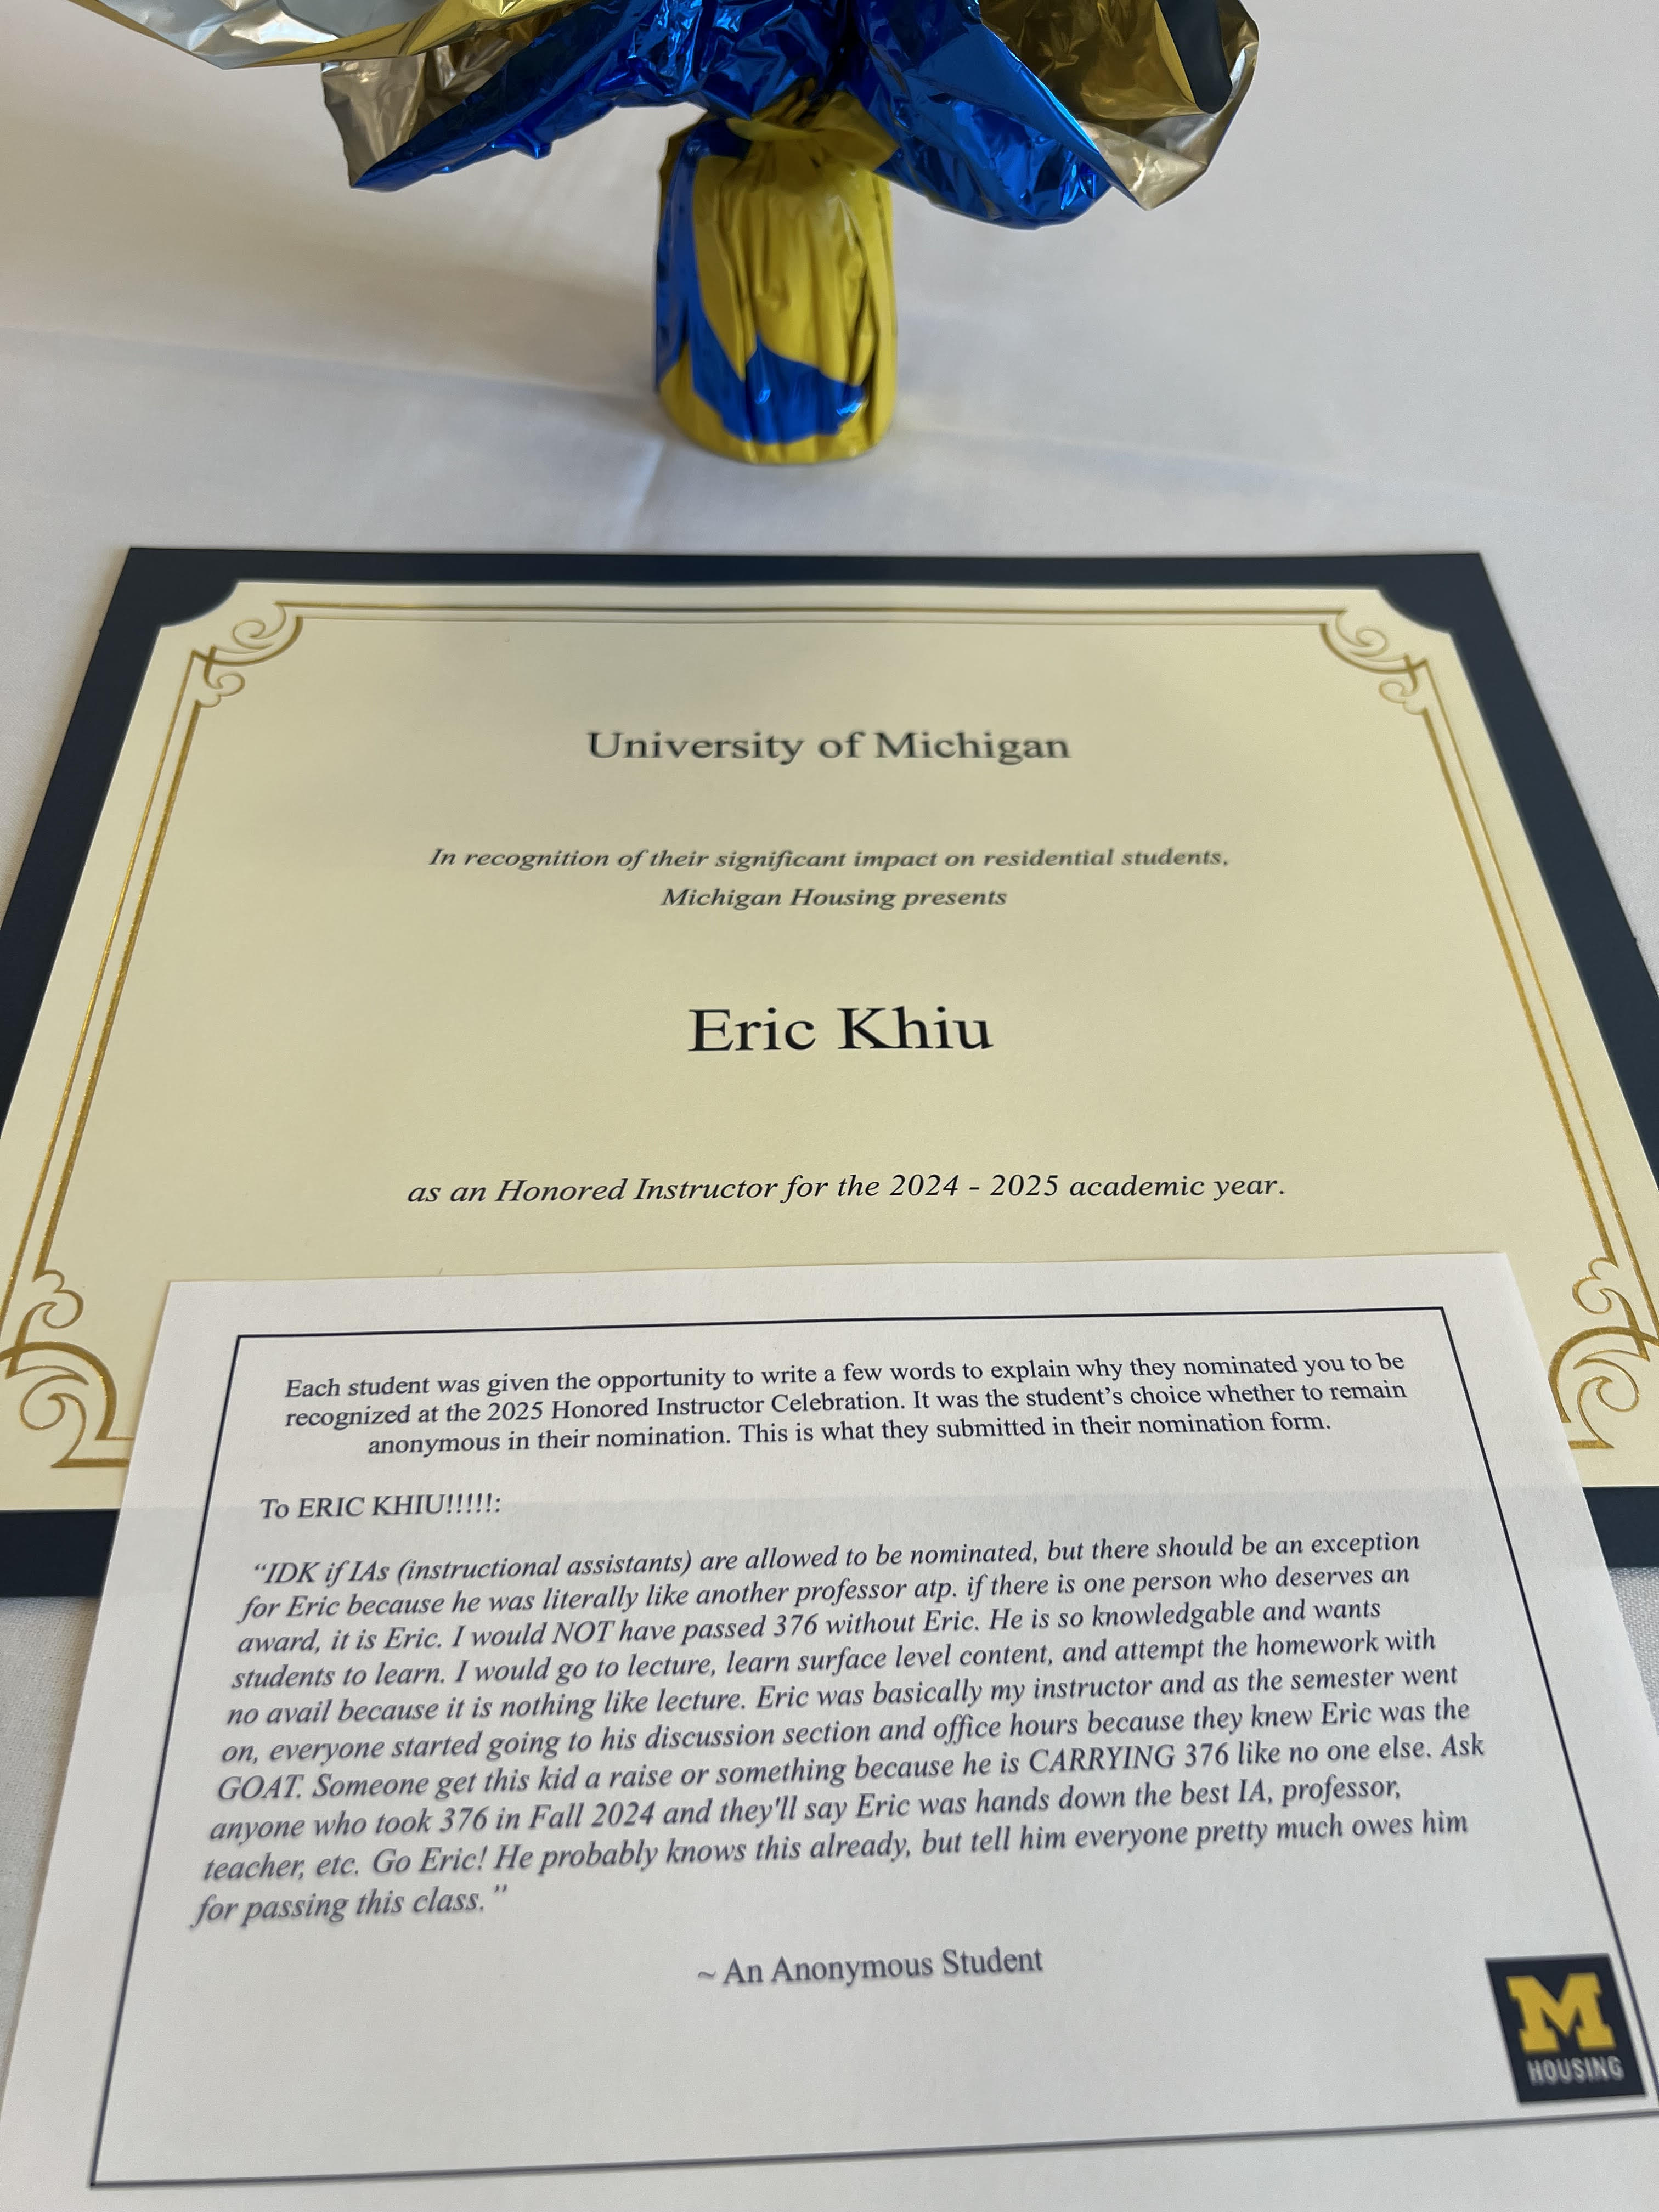 University of Michigan
In recognition of their significant impact on residential students,
Michigan Housing presents
Eric Khiu
as an Honored Instructor for the 2024 - 2025 academic year.
Each student was given the opportunity to write a few words to explain why they nominated you to be
recognized at the 2025 Honored Instructor Celebration. It was the student’s choice whether to remain
anonymous in their nomination. This is what they submitted in their nomination form.
To ERIC KHIU!!!!!:
“IDK if IAs (instructional assistants) are allowed to be nominated, but there should be an exception
for Eric because he was literally like another professor atp. if there is one person who deserves an
award, it is Eric. I would NOT have passed 376 without Eric. He is so knowledgable and wants
students to learn. I would go to lecture, learn surface level content, and attempt the homework with
no avail because it is nothing like lecture. Eric was basically my instructor and as the semester went
on, everyone started going to his discussion section and office hours because they knew Eric was the
GOAT. Someone get this kid a raise or something because he is CARRYING 376 like no one else. Ask
anyone who took 376 in Fall 2024 and they'll say Eric was hands down the best IA, professor,
teacher, etc. Go Eric! He probably knows this already, but tell him everyone pretty much owes him
for passing this class.”
~ An Anonymous Student
M
HOUSING